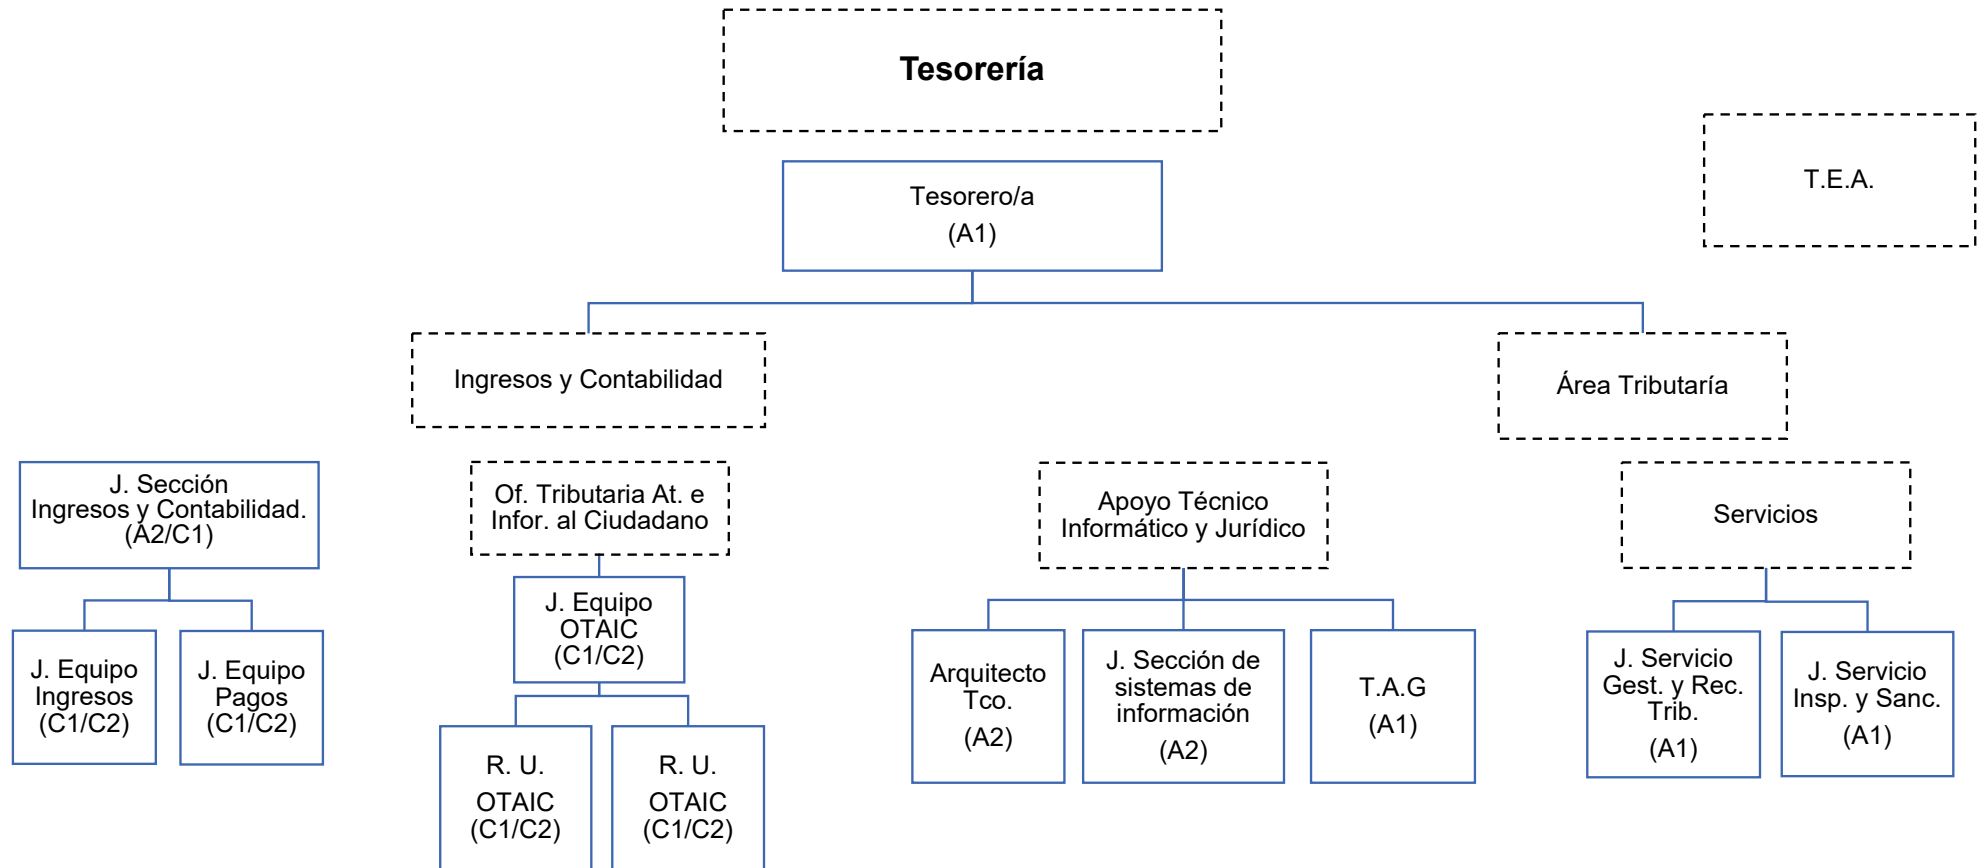 Tesorería
T.E.A.
Tesorero/a
(A1)
Ingresos y Contabilidad
Área Tributaría
J. Sección
Ingresos y Contabilidad.
(A2/C1)
Of. Tributaria At. e
Infor. al Ciudadano
Apoyo Técnico
Informático y Jurídico
Servicios
J. Equipo
Ingresos
(C1/C2)
J. Equipo
Pagos
(C1/C2)
J. Equipo
OTAIC
(C1/C2)
R. U.
OTAIC
(C1/C2)
R. U.
OTAIC
(C1/C2)
Arquitecto
Tco.
(A2)
J. Sección de
sistemas de
información
(A2)
T.A.G
(A1)
J. Servicio
Gest. y Rec.
Trib.
(A1)
J. Servicio
Insp. y Sanc.
(A1)